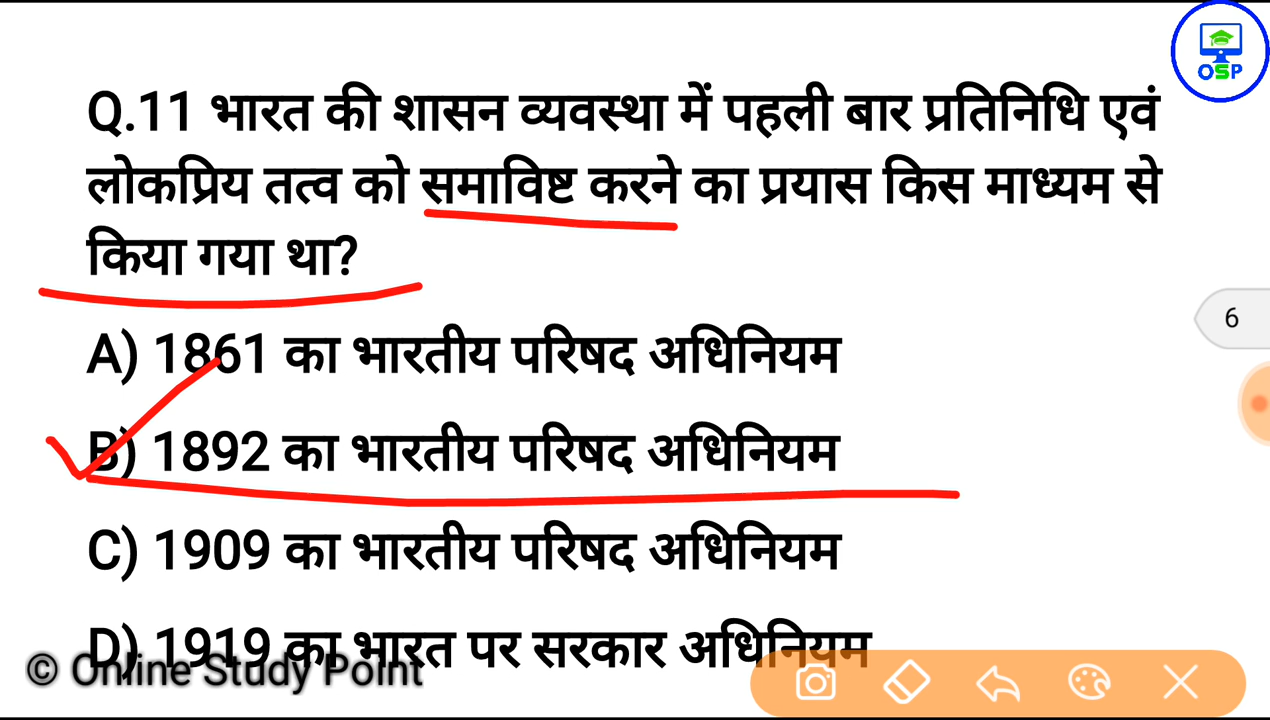 OSP
Q.11 भारत की शासन व्यवस्था में पहली बार प्रतिनिधि एवं
लोकप्रिय तत्व को समाविष्ट करने का प्रयास किस माध्यम से
किया गया था?
6
A) 1861 का भारतीय परिषद अधिनियम
B) 1892 का भारतीय परिषद अधिनियम
C) 1909 का भारतीय परिषद अधिनियम
D) 1919 का भारत पर सरकार अधिनियम
© Online Study Point